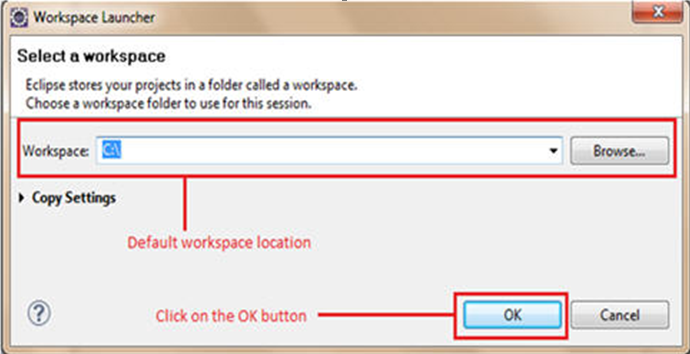 Workspace Launcher
Select a workspace
Eclipse stores your projects in a folder called a workspace.
Choose a workspace folder to use for this session.
Workspace: C:\ Browse...
Copy Settings
Default workspace location
? Click on the OK button OK Cancel